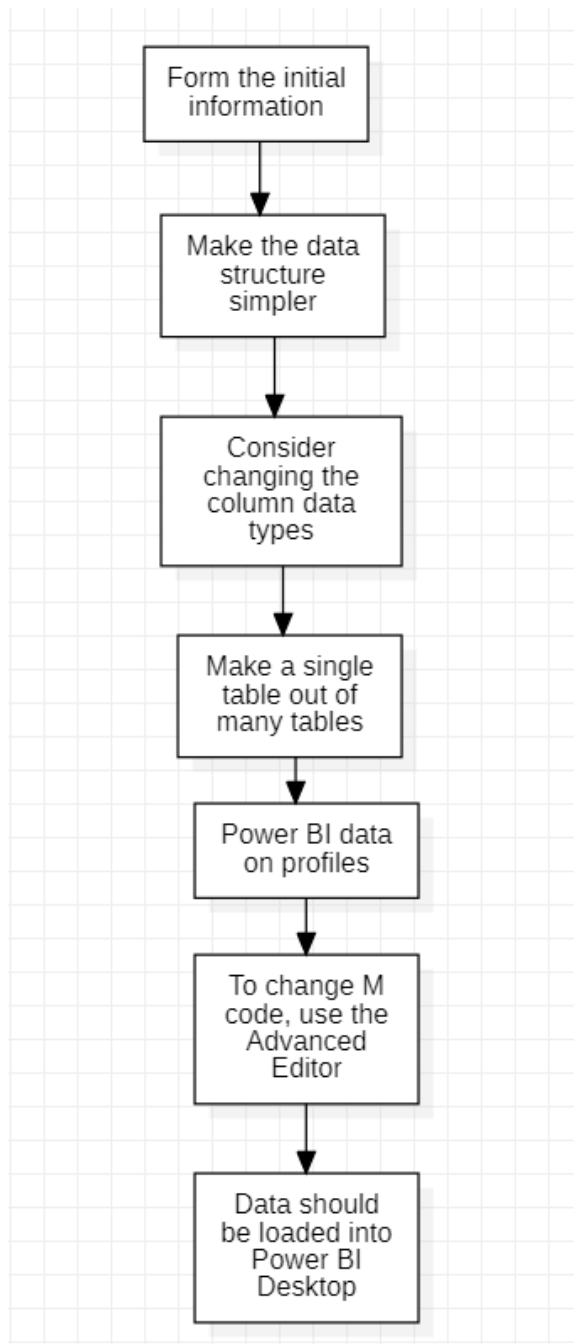 Form the initial
information
Make the data
structure
simpler
Consider
changing the
column data
types
Make a single
table out of
many tables
Power BI data
on profiles
To change M
code, use the
Advanced
Editor
Data should
be loaded into
Power BI
Desktop